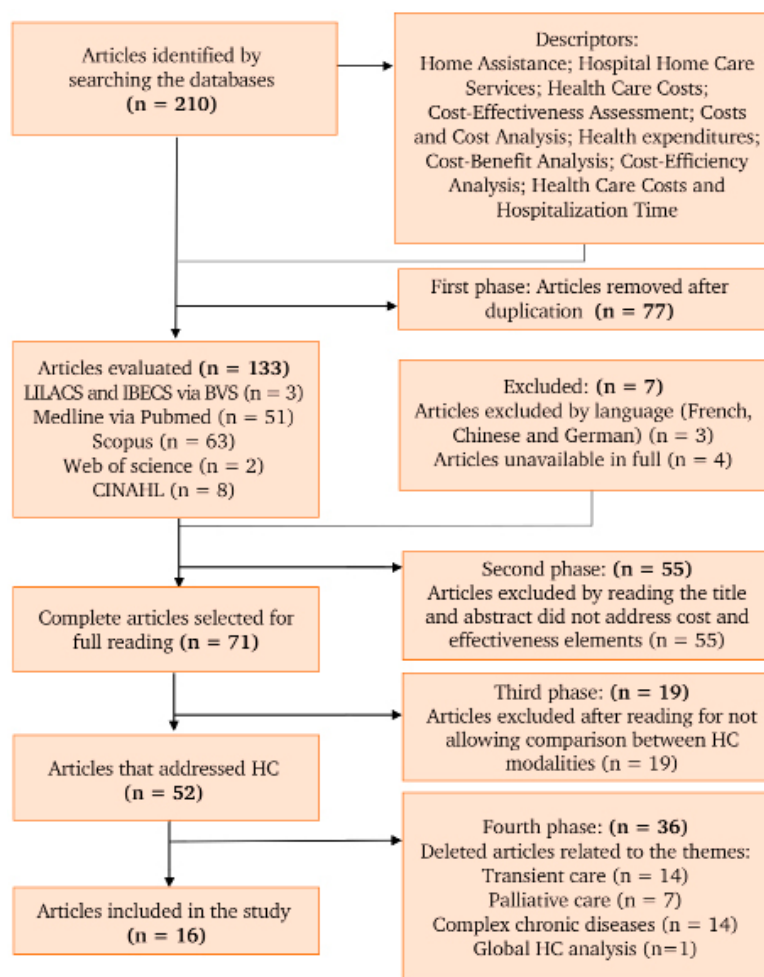 Articles identified by
searching the databases
(n = 210)
Descriptors:
Home Assistance; Hospital Home Care
Services; Health Care Costs;
Cost-Effectiveness Assessment; Costs
and Cost Analysis; Health expenditures;
Cost-Benefit Analysis; Cost-Efficiency
Analysis; Health Care Costs and
Hospitalization Time
First phase: Articles removed after
duplication (n = 77)
Articles evaluated (n = 133)
LILACS and IBECS via BVS (n = 3)
Medline via Pubmed (n = 51)
Scopus (n = 63)
Web of science (n = 2)
CINAHL (n = 8)
Excluded: (n = 7)
Articles excluded by language (French,
Chinese and German) (n = 3)
Articles unavailable in full (n = 4)
Second phase: (n = 55)
Articles excluded by reading the title
and abstract did not address cost and
effectiveness elements (n = 55)
Complete articles selected for
full reading (n = 71)
Third phase: (n = 19)
Articles excluded after reading for not
allowing comparison between HC
modalities (n = 19)
Articles that addressed HC
(n = 52)
Fourth phase: (n = 36)
Deleted articles related to the themes:
Transient care (n = 14)
Palliative care (n = 7)
Complex chronic diseases (n = 14)
Global HC analysis (n=1)
Articles included in the study
(n = 16)